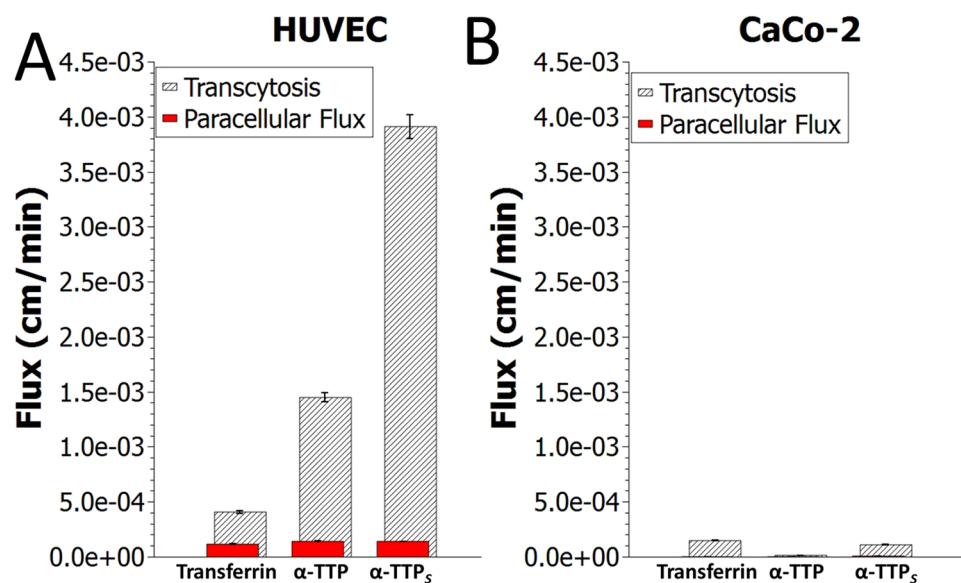 A
HUVEC
Transcytosis
Paracellular Flux
Flux (cm/min)
4.5e-03
4.0e-03
3.5e-03
3.0e-03
2.5e-03
2.0e-03
1.5e-03
1.0e-03
5.0e-04
0.0e+00
Transferrin α-TTP α-TTPs
B
CaCo-2
Transcytosis
Paracellular Flux
Flux (cm/min)
4.5e-03
4.0e-03
3.5e-03
3.0e-03
2.5e-03
2.0e-03
1.5e-03
1.0e-03
5.0e-04
0.0e+00
Transferrin α-TTP α-TTPs